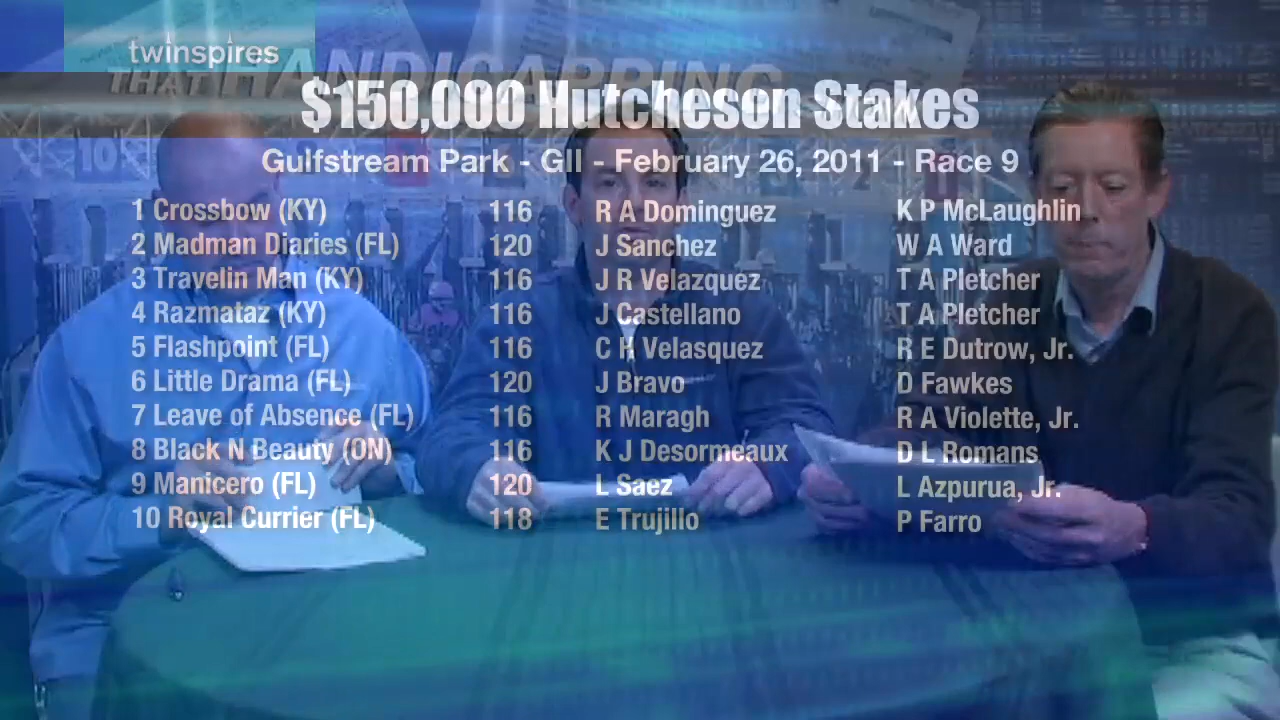 twinspires
THAT HANDICAPPING
$150,000 Hutcheson Stakes
Gulfstream Park - GII - February 26, 2011 - Race 9
1 Crossbow (KY) 116 R A Dominguez K P McLaughlin
2 Madman Diaries (FL) 120 J Sanchez W A Ward
3 Travelin Man (KY) 116 J R Velazquez T A Pletcher
4 Razmataz (KY) 116 J Castellano T A Pletcher
5 Flashpoint (FL) 116 C H Velasquez R E Dutrow, Jr.
6 Little Drama (FL) 120 J Bravo D Fawkes
7 Leave of Absence (FL) 116 R Maragh R A Violette, Jr.
8 Black N Beauty (ON) 116 K J Desormeaux D L Romans
9 Manicero (FL) 120 L Saez L Azpurua, Jr.
10 Royal Currier (FL) 118 E Trujillo P Farro